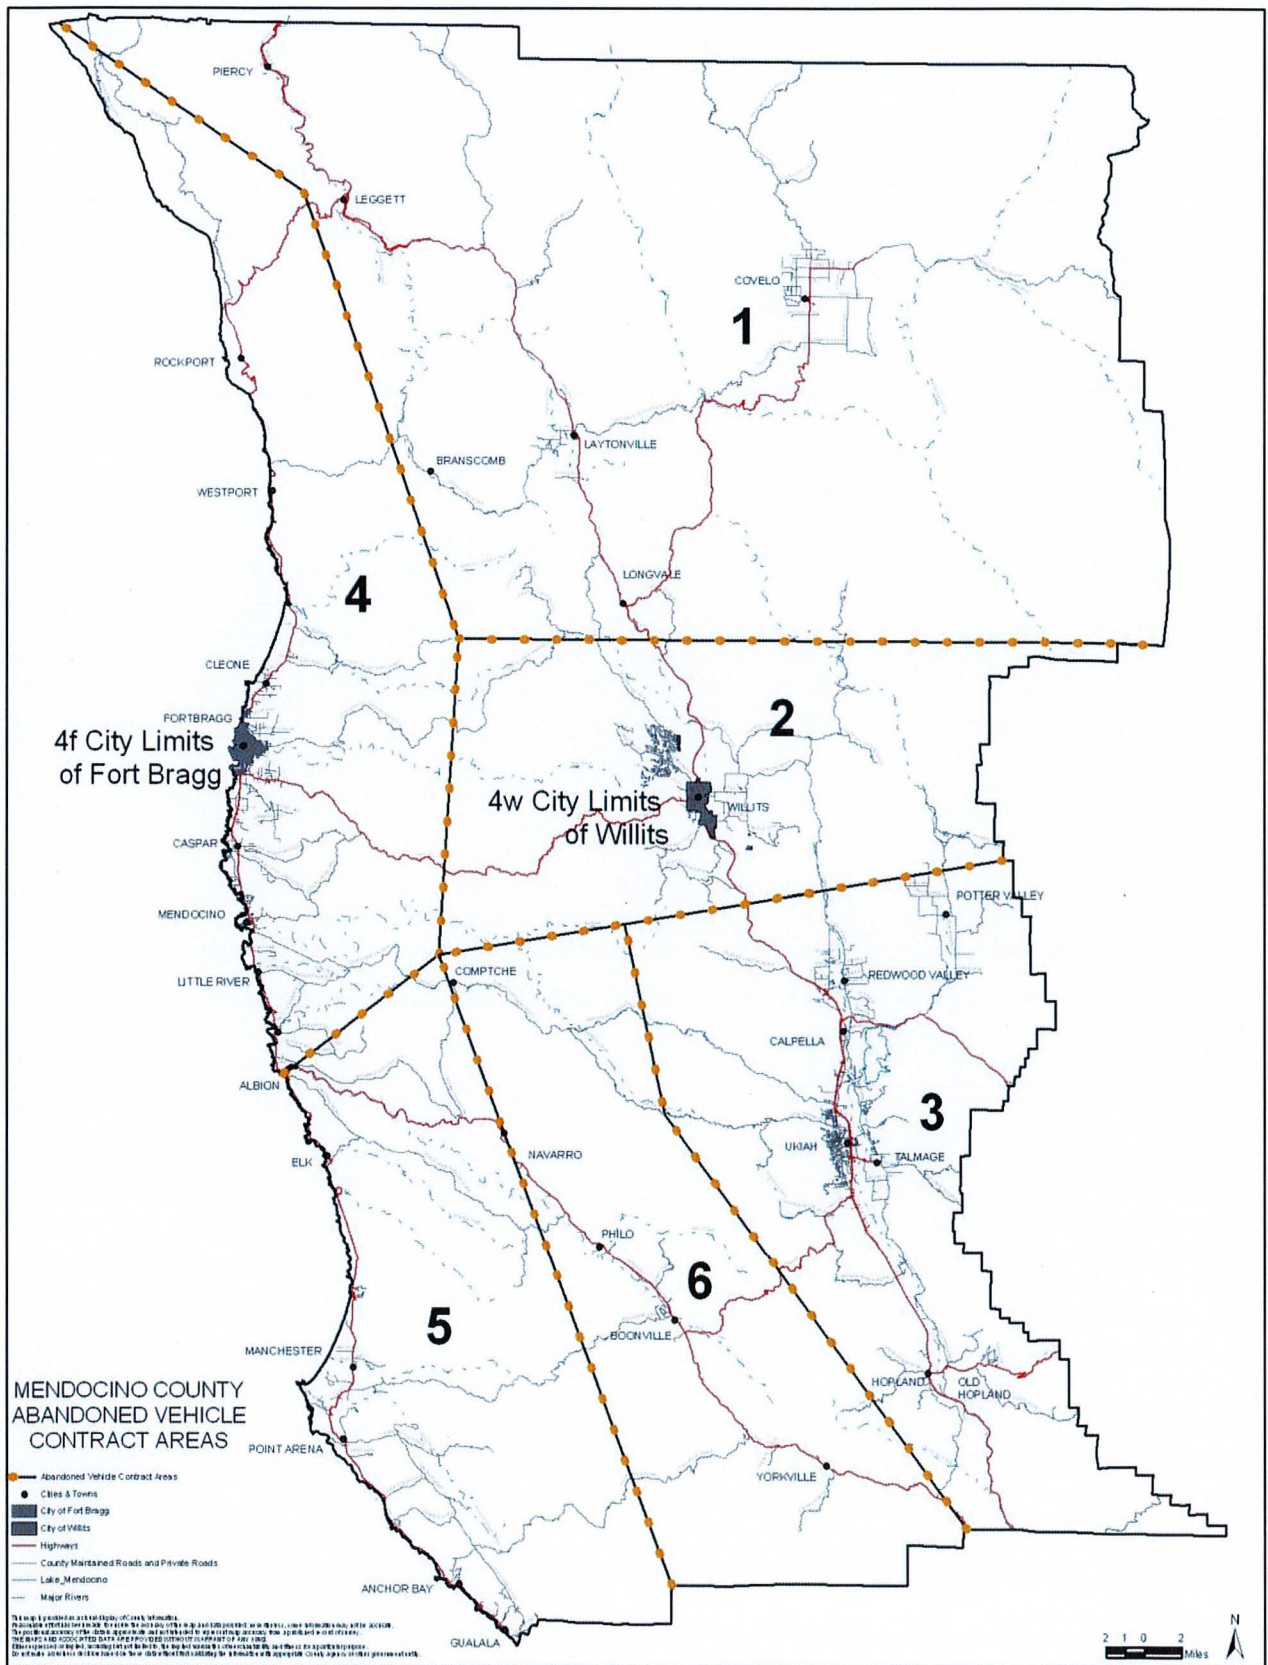 PIERCY
LEGGETT
COVELO
1
ROCKPORT
LAYTONVILLE
BRANSCOMB
WESTPORT
LONGVALE
4
CLEONE
2
FORTBRAGG
4f City Limits
of Fort Bragg
4w City Limits
of Willits
WILLITS
CASPAR
POTTER VALLEY
MENDOCINO
COMPTCHE
REDWOOD VALLEY
LITTLE RIVER
CALPELLA
ALBION
3
UKIAH
TALMAGE
NAVARRO
ELK
PHILO
6
5
BOONVILLE
MANCHESTER
HOPLAND
OLD
HOPLAND
MENDOCINO COUNTY
ABANDONED VEHICLE
CONTRACT AREAS
POINT ARENA
YORKVILLE
Abandoned Vehicle Contract Areas
Cities & Towns
City of Fort Bragg
City of Willits
Highways
County Maintained Roads and Private Roads
Lake_Mendocino
Major Rivers
ANCHOR BAY
GUALALA
N
2 1 0 2
Miles